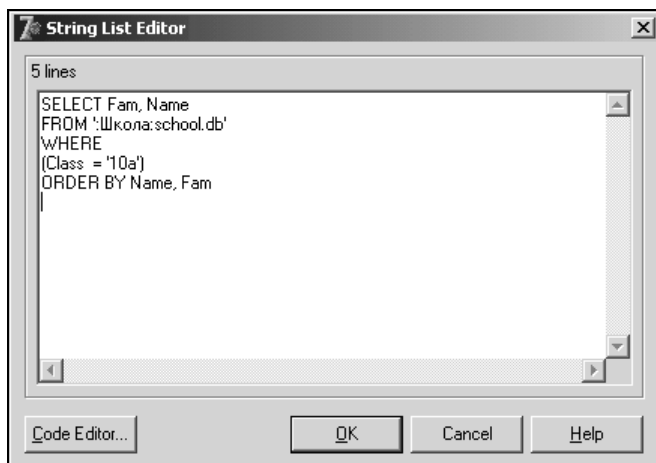 String List Editor
5 lines
SELECT Fam, Name
FROM ':Школа:school.db'
WHERE
(Class = '10a')
ORDER BY Name, Fam
Code Editor... OK Cancel Help